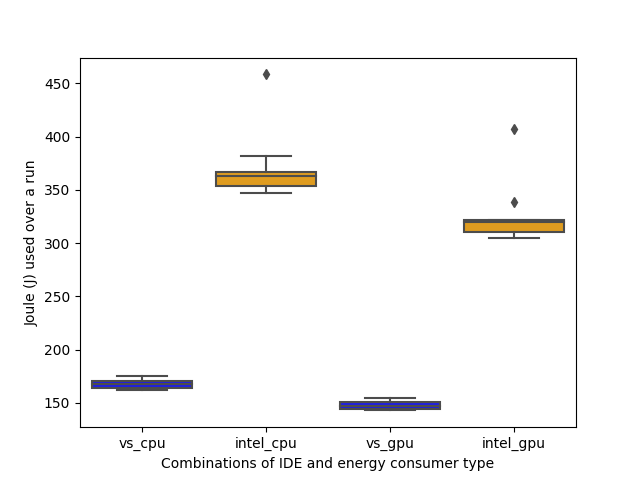 450
400
350
300
250
200
150
Joule (J) used over a run
vs_cpu
intel_cpu
vs_gpu
intel_gpu
Combinations of IDE and energy consumer type